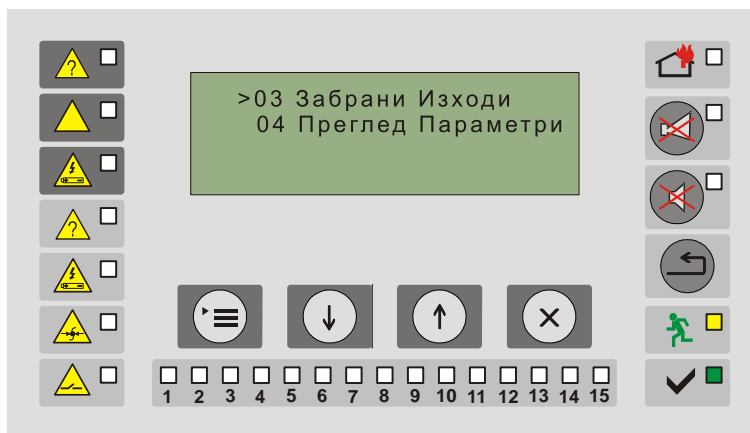 >03 Забрани Изходи
04 Преглед Параметри
1 2 3 4 5 6 7 8 9 10 11 12 13 14 15